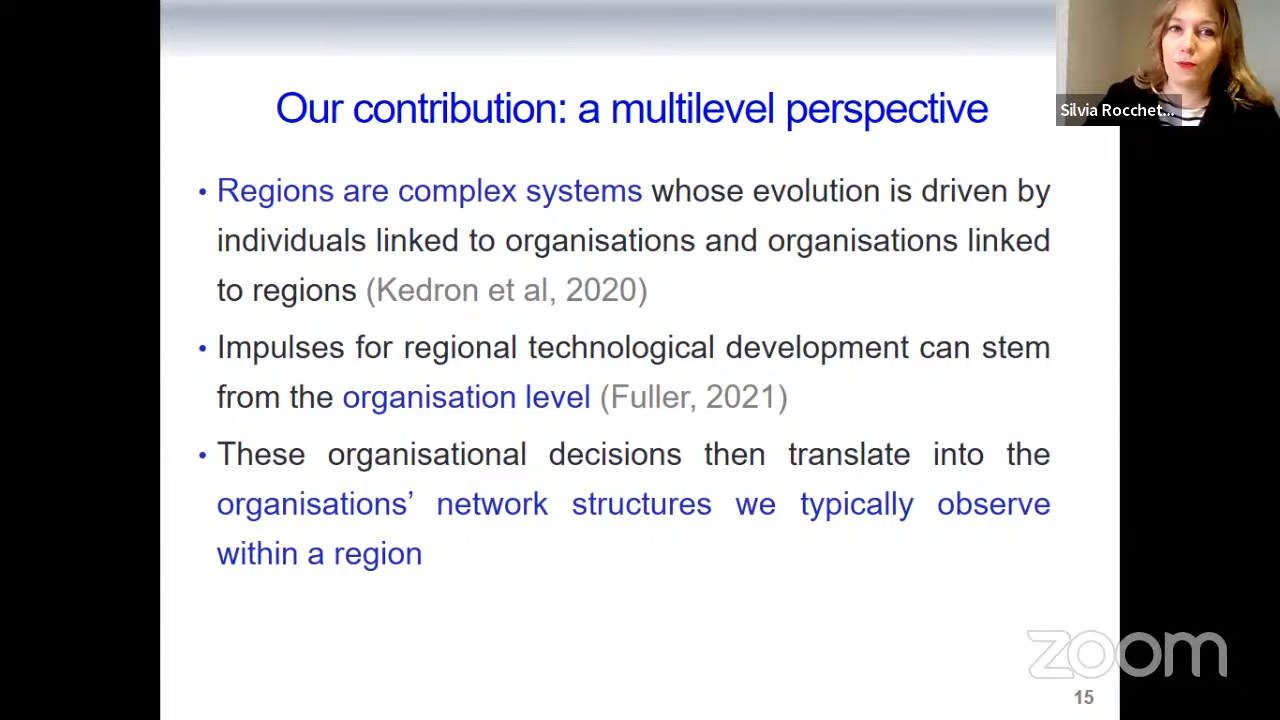 Our contribution: a multilevel perspective
Silvia Rocchet...
• Regions are complex systems whose evolution is driven by
individuals linked to organisations and organisations linked
to regions (Kedron et al, 2020)
• Impulses for regional technological development can stem
from the organisation level (Fuller, 2021)
• These organisational decisions then translate into the
organisations’ network structures we typically observe
within a region
zoom
15